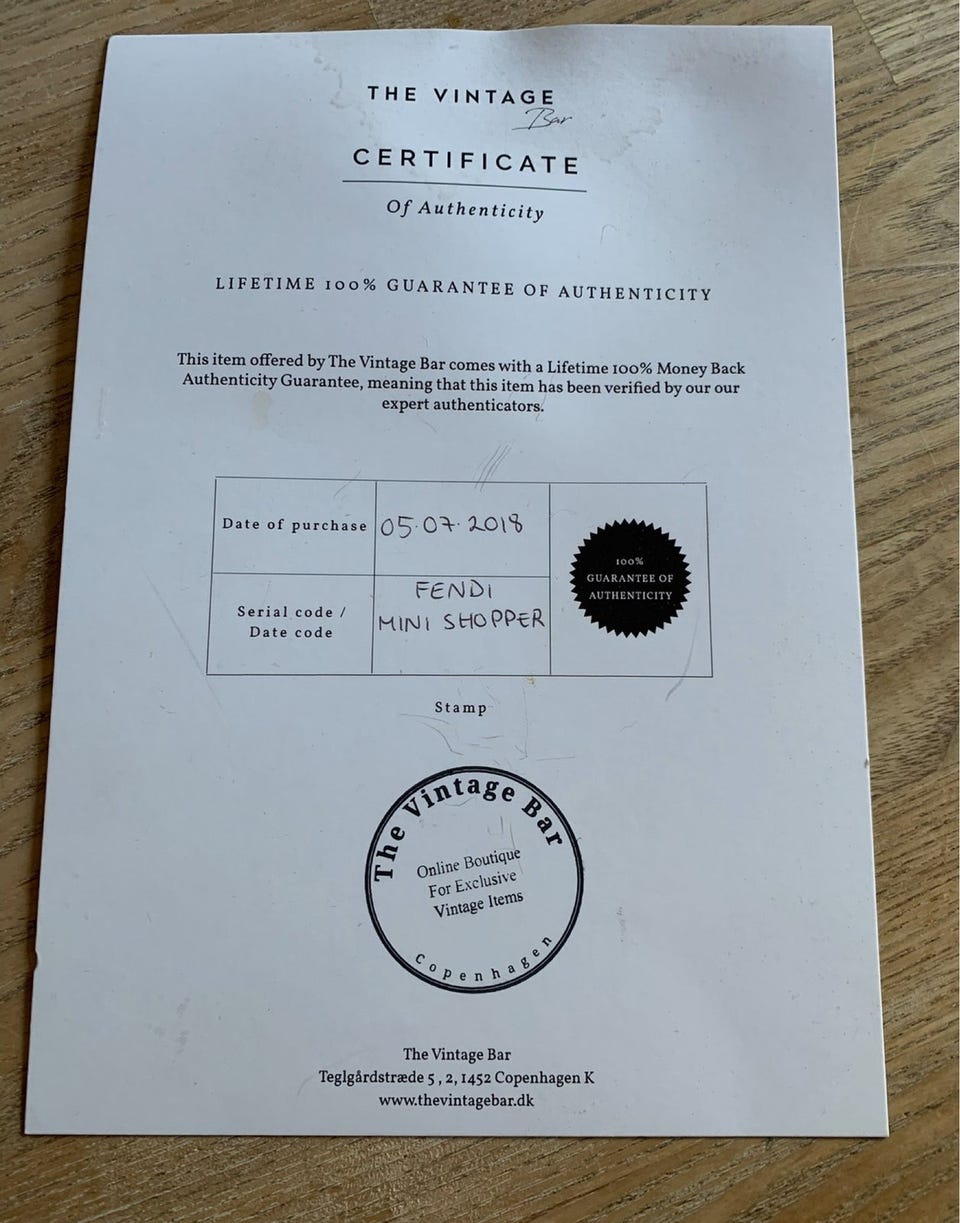 THE VINTAGE
Bar
CERTIFICATE
Of Authenticity
LIFETIME 100% GUARANTEE OF AUTHENTICITY
This item offered by The Vintage Bar comes with a Lifetime 100% Money Back
Authenticity Guarantee, meaning that this item has been verified by our our
expert authenticators.
Date of purchase
05.07.2018
Serial code /
Date code
FENDI
MINI SHOPPER
100%
GUARANTEE OF
AUTHENTICITY
Stamp
The Vintage Bar
Online Boutique
For Exclusive
Vintage Items
Copenhagen
The Vintage Bar
Teglgårdstræde 5 , 2, 1452 Copenhagen K
www.thevintagebar.dk